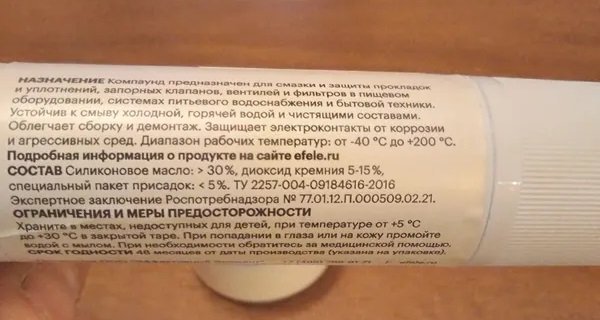 НАЗНАЧЕНИЕ Компаунд предназначен для смазки и защиты прокладок
и уплотнений, запорных клапанов, вентилей и фильтров в пищевом
оборудовании, системах питьевого водоснабжения и бытовой техники.
Устойчив к смыву холодной, горячей водой и чистящими составами.
Облегчает сборку и демонтаж. Защищает электроконтакты от коррозии
и агрессивных сред. Диапазон рабочих температур: от -40 °C до +200 °C.
Подробная информация о продукте на сайте efele.ru
СОСТАВ Силиконовое масло: > 30%, диоксид кремния 5-15%,
специальный пакет присадок: < 5%. ТУ 2257-004-09184616-2016
Экспертное заключение Роспотребнадзора № 77.01.12.П.000509.02.21.
ОГРАНИЧЕНИЯ И МЕРЫ ПРЕДОСТОРОЖНОСТИ
Храните в местах, недоступных для детей, при температуре от +5 °C
до +30 °C в закрытой таре. При попадании в глаза или на кожу промойте
водой с мылом. При необходимости обратитесь за медицинской помощью.
СРОК ГОДНОСТИ 48 месяцев от даты производства (указана на упаковке).
efele.ru